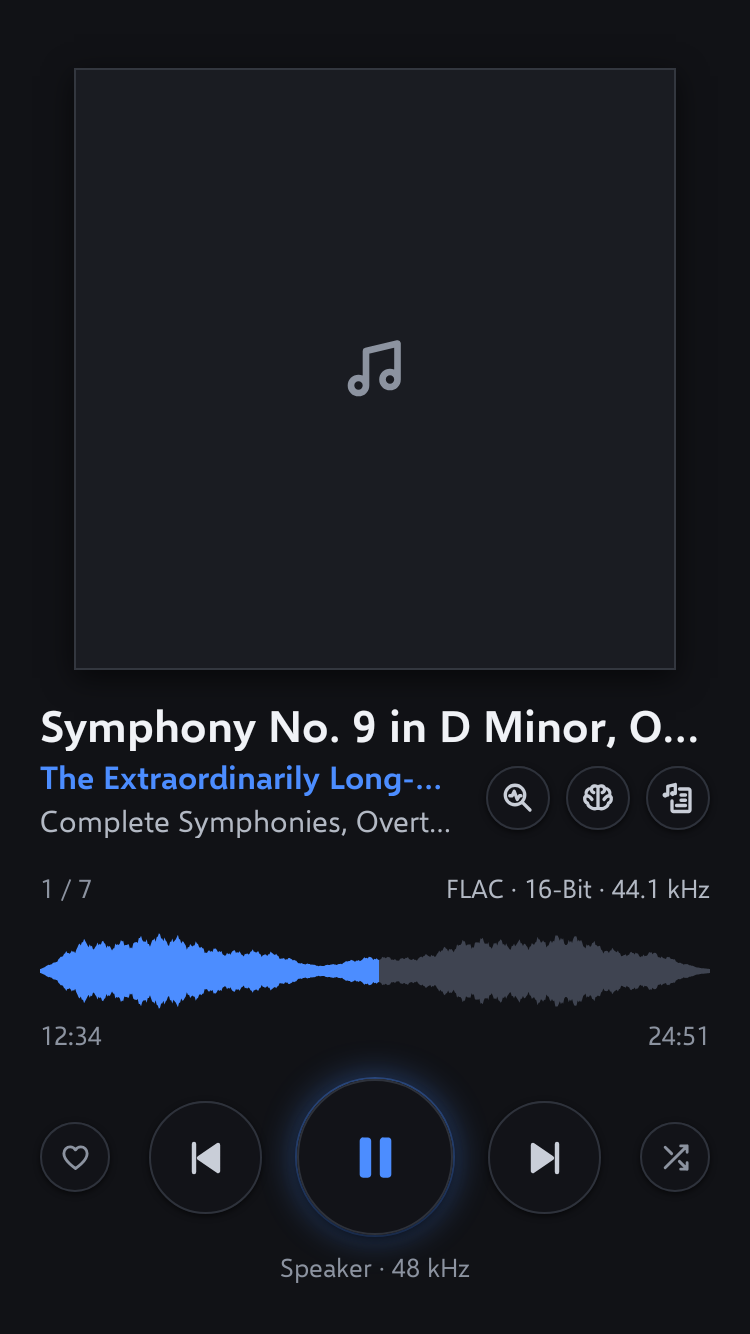 Symphony No. 9 in D Minor, O...
The Extraordinarily Long-...
Complete Symphonies, Overt...
1 / 7
FLAC · 16-Bit · 44.1 kHz
12:34
24:51
Speaker · 48 kHz